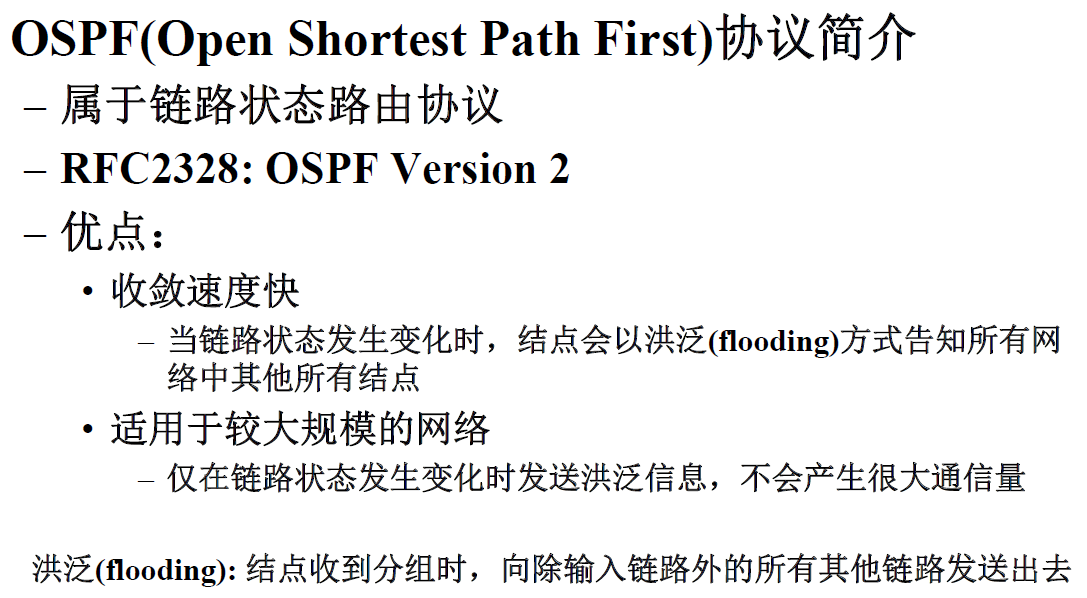 OSPF(Open Shortest Path First)协议简介
– 属于链路状态路由协议
– RFC2328: OSPF Version 2
– 优点：
• 收敛速度快
– 当链路状态发生变化时，结点会以洪泛(flooding)方式告知所有网
络中其他所有结点
• 适用于较大规模的网络
– 仅在链路状态发生变化时发送洪泛信息，不会产生很大通信量
洪泛(flooding): 结点收到分组时，向除输入链路外的所有其他链路发送出去